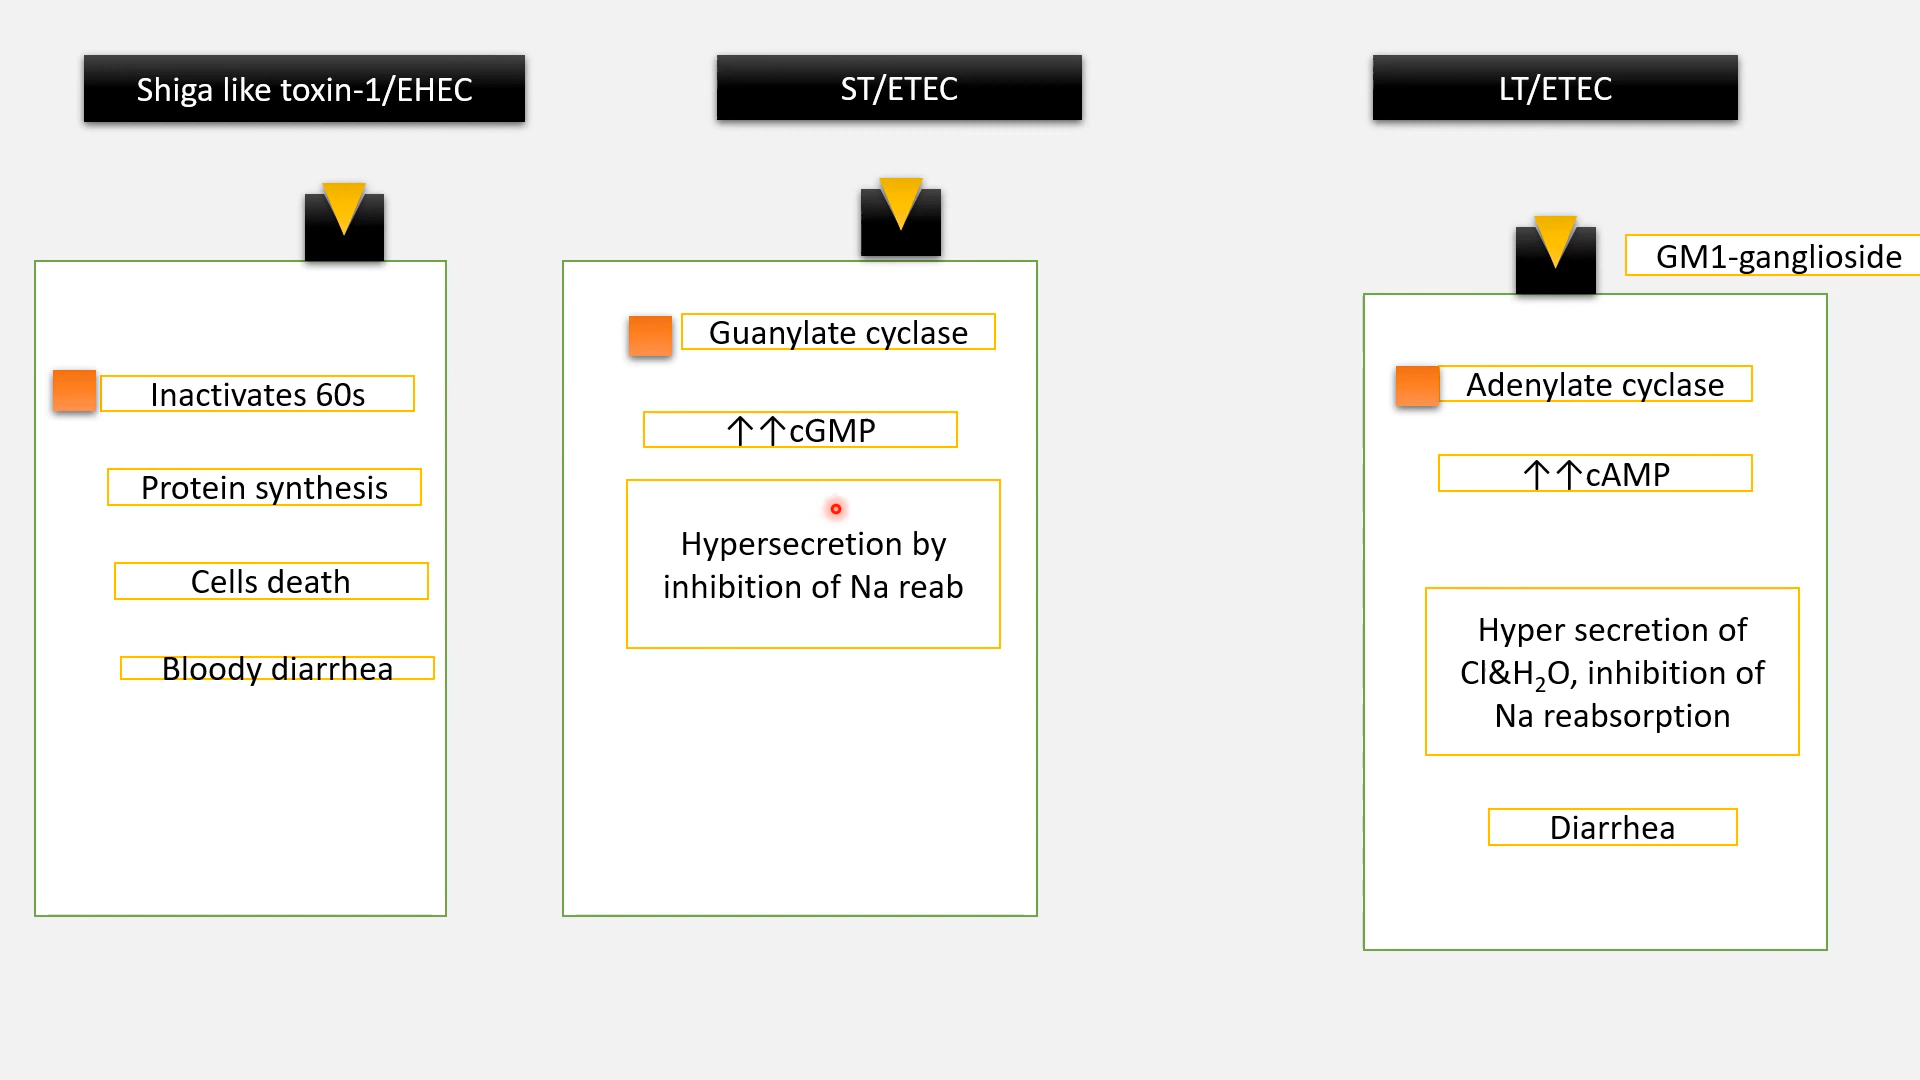 Shiga like toxin-1/EHEC
Inactivates 60s
Protein synthesis
Cells death
Bloody diarrhea
ST/ETEC
Guanylate cyclase
↑↑cGMP
Hypersecretion by
inhibition of Na reab
LT/ETEC
GM1-ganglioside
Adenylate cyclase
↑↑cAMP
Hyper secretion of
Cl&H₂O, inhibition of
Na reabsorption
Diarrhea